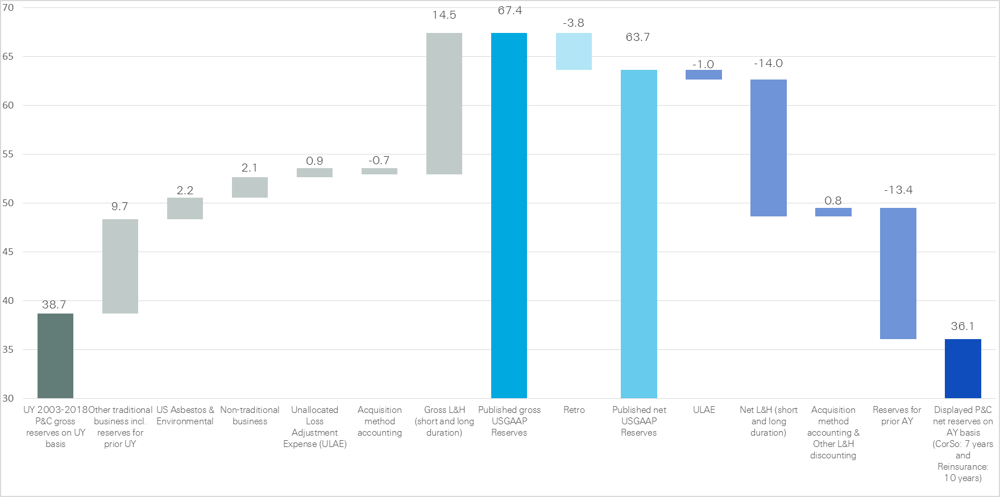 70
65
60
55
50
45
40
35
30
38.7
9.7
2.2
2.1
0.9
-0.7
14.5
67.4
-3.8
63.7
-1.0
-14.0
0.8
-13.4
36.1
UY 2003-2018
P&C gross
reserves on UY
basis
Other traditional
business incl.
reserves for
prior UY
US Asbestos &
Environmental
Non-traditional
business
Unallocated
Loss
Adjustment
Expense (ULAE)
Acquisition
method
accounting
Gross L&H
(short and long
duration)
Published gross
USGAAP
Reserves
Retro
Published net
USGAAP
Reserves
ULAE
Net L&H (short
and long
duration)
Acquisition
method
accounting &
Other L&H
discounting
Reserves for
prior AY
Displayed P&C
net reserves on
AY basis
(CorSo: 7 years
and
Reinsurance:
10 years)